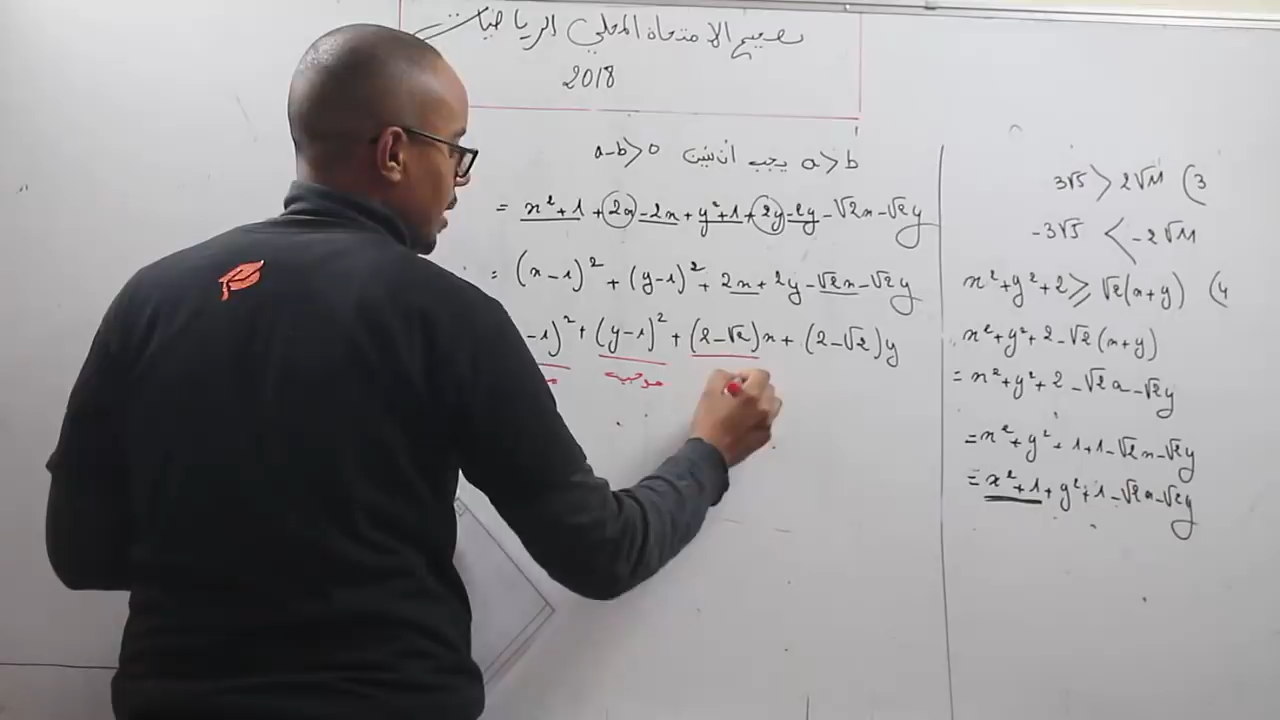 تصحيح الامتحان المحلي الرياضيات
2018
a>b يجب أن نبين a-b>0
3√5 > 2√11 (3
-3√5 < -2√11
x²+y²+2 ≥ √2(x+y) (4
x²+y²+2-√2(x+y)
= x²+y²+2-√2x-√2y
= x²+y²+1+1-√2x-√2y
= x²+1+y²+1-√2x-√2y
= x²+1+2x-2x+y²+1+2y-2y-√2x-√2y
= (x-1)²+(y-1)²+2x+2y-√2x-√2y
-1)²+(y-1)²+(2-√2)x+(2-√2)y
موجب